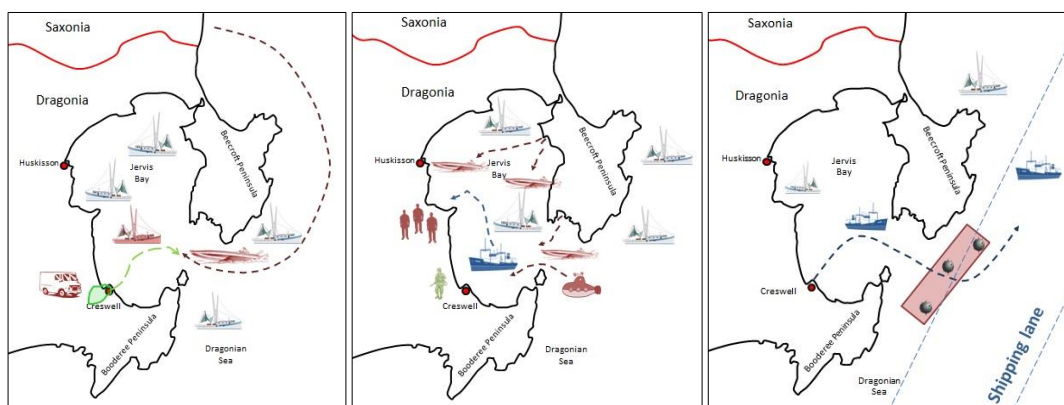 Saxonia
Dragonia
Huskisson
Jervis
Bay
Beecroft Peninsula
Creswell
Booderee Peninsula
Dragonian
Sea
Saxonia
Dragonia
Huskisson
Jervis
Bay
Beecroft Peninsula
Creswell
Booderee Peninsula
Dragonian
Sea
Saxonia
Dragonia
Huskisson
Jervis
Bay
Beecroft Peninsula
Creswell
Booderee Peninsula
Dragonian
Sea
Shipping lane